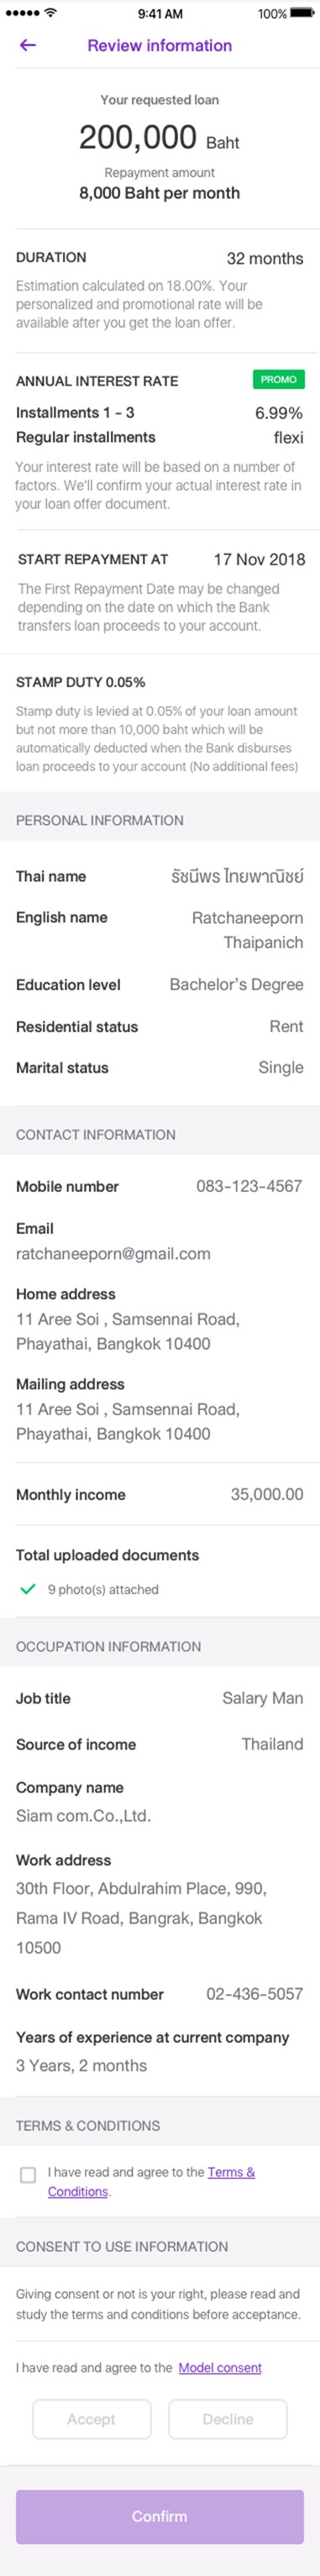 9:41 AM
100%
Review information
Your requested loan
200,000 Baht
Repayment amount
8,000 Baht per month
DURATION 32 months
Estimation calculated on 18.00%. Your
personalized and promotional rate will be
available after you get the loan offer.
ANNUAL INTEREST RATE PROMO
Installments 1 - 3 6.99%
Regular installments flexi
Your interest rate will be based on a number of
factors. We'll confirm your actual interest rate in
your loan offer document.
START REPAYMENT AT 17 Nov 2018
The First Repayment Date may be changed
depending on the date on which the Bank
transfers loan proceeds to your account.
STAMP DUTY 0.05%
Stamp duty is levied at 0.05% of your loan amount
but not more than 10,000 baht which will be
automatically deducted when the Bank disburses
loan proceeds to your account (No additional fees)
PERSONAL INFORMATION
Thai name รัชนีพร ไทยพาณิชย์
English name Ratchaneeporn
Thaipanich
Education level Bachelor's Degree
Residential status Rent
Marital status Single
CONTACT INFORMATION
Mobile number 083-123-4567
Email
ratchaneeporn@gmail.com
Home address
11 Aree Soi , Samsennai Road,
Phayathai, Bangkok 10400
Mailing address
11 Aree Soi , Samsennai Road,
Phayathai, Bangkok 10400
Monthly income 35,000.00
Total uploaded documents
9 photo(s) attached
OCCUPATION INFORMATION
Job title Salary Man
Source of income Thailand
Company name
Siam com.Co.,Ltd.
Work address
30th Floor, Abdulrahim Place, 990,
Rama IV Road, Bangrak, Bangkok
10500
Work contact number 02-436-5057
Years of experience at current company
3 Years, 2 months
TERMS & CONDITIONS
I have read and agree to the Terms &
Conditions.
CONSENT TO USE INFORMATION
Giving consent or not is your right, please read and
study the terms and conditions before acceptance.
I have read and agree to the Model consent
Accept Decline
Confirm